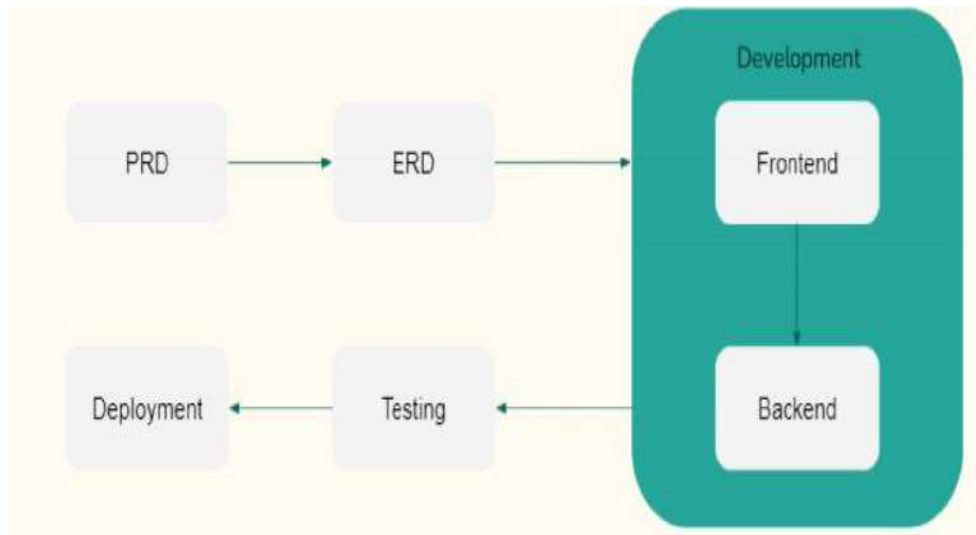 Development
PRD
ERD
Frontend
Deployment
Testing
Backend